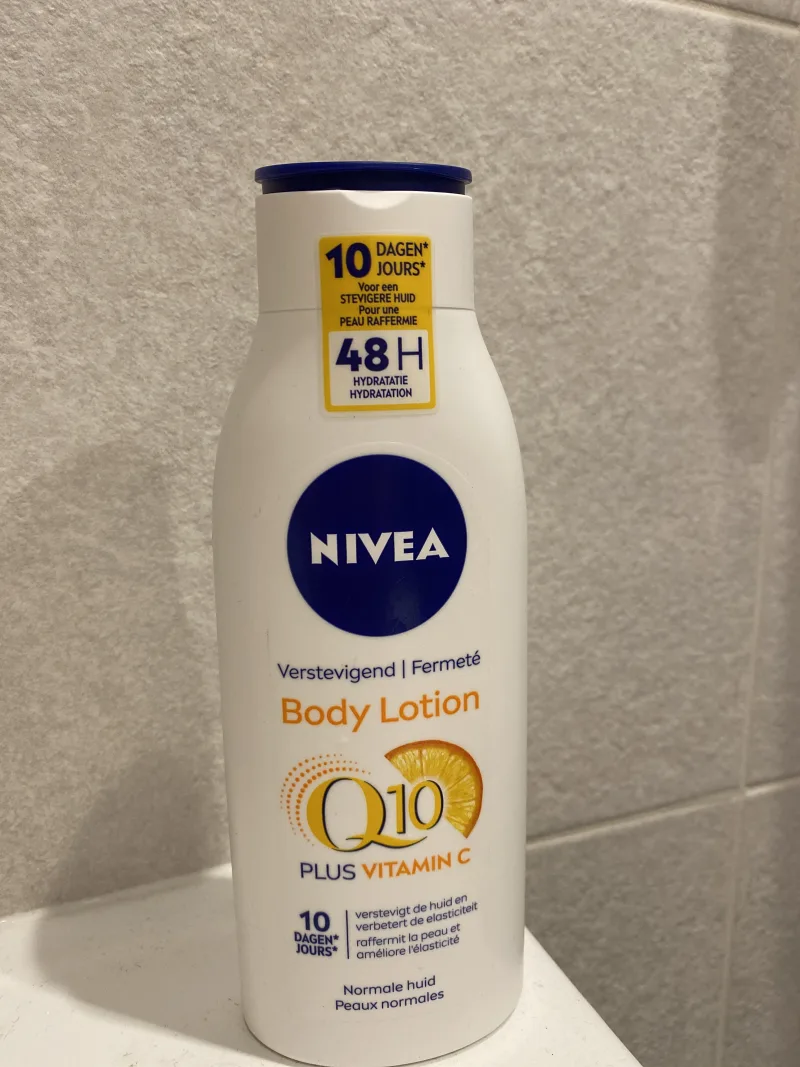 10 DAGEN*
JOURS*
Voor een
STEVIGERE HUID
Pour une
PEAU RAFFERMIE
48H
HYDRATATIE
HYDRATATION
NIVEA
Verstevigend | Fermeté
Body Lotion
Q10
PLUS VITAMIN C
10
DAGEN*
JOURS*
verstevigt de huid en
verbetert de elasticiteit
raffermit la peau et
améliore l'élasticité
Normale huid
Peaux normales